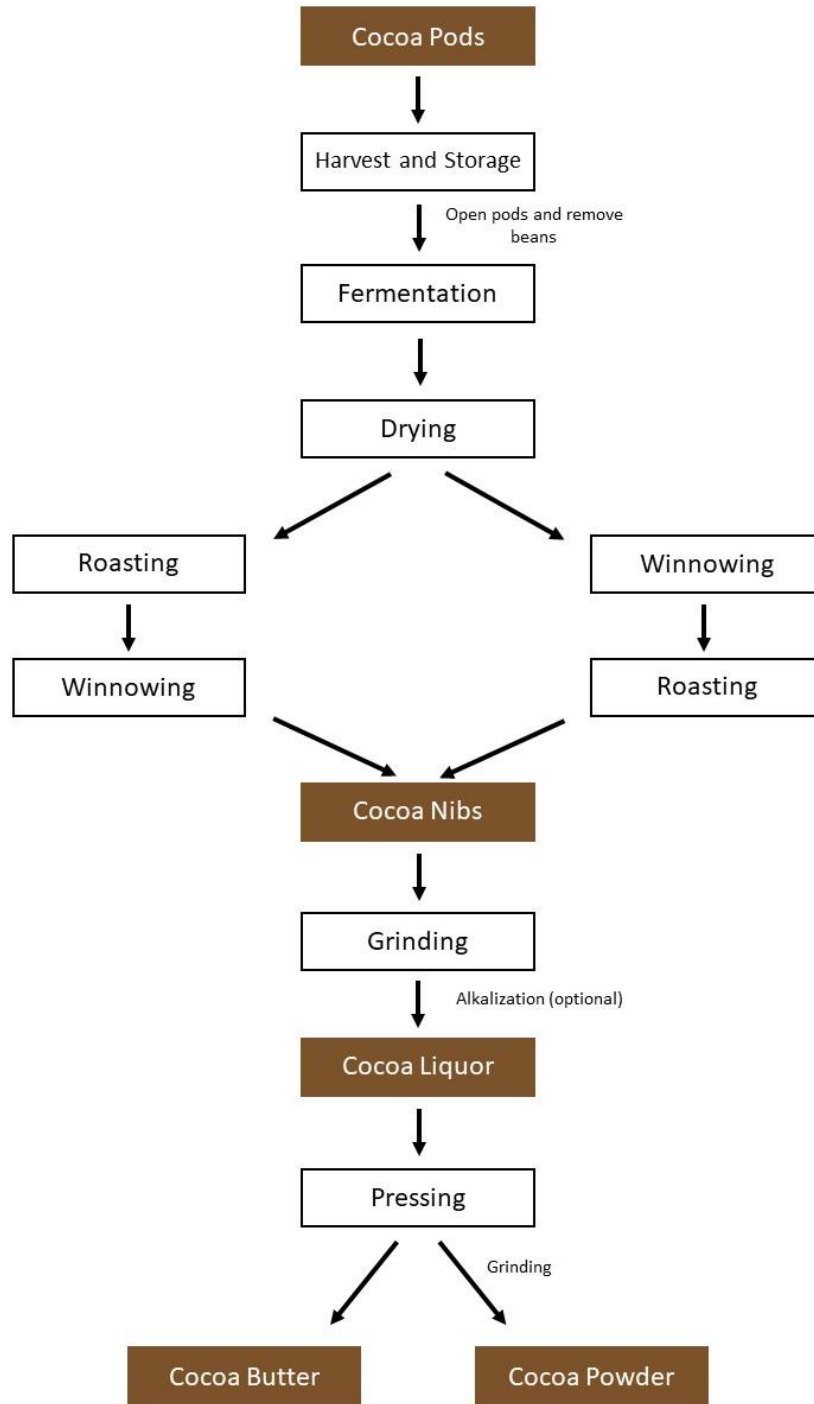 Cocoa Pods
Harvest and Storage
Open pods and remove
beans
Fermentation
Drying
Roasting
Winnowing
Winnowing
Roasting
Cocoa Nibs
Grinding
Alkalization (optional)
Cocoa Liquor
Pressing
Grinding
Cocoa Butter
Cocoa Powder